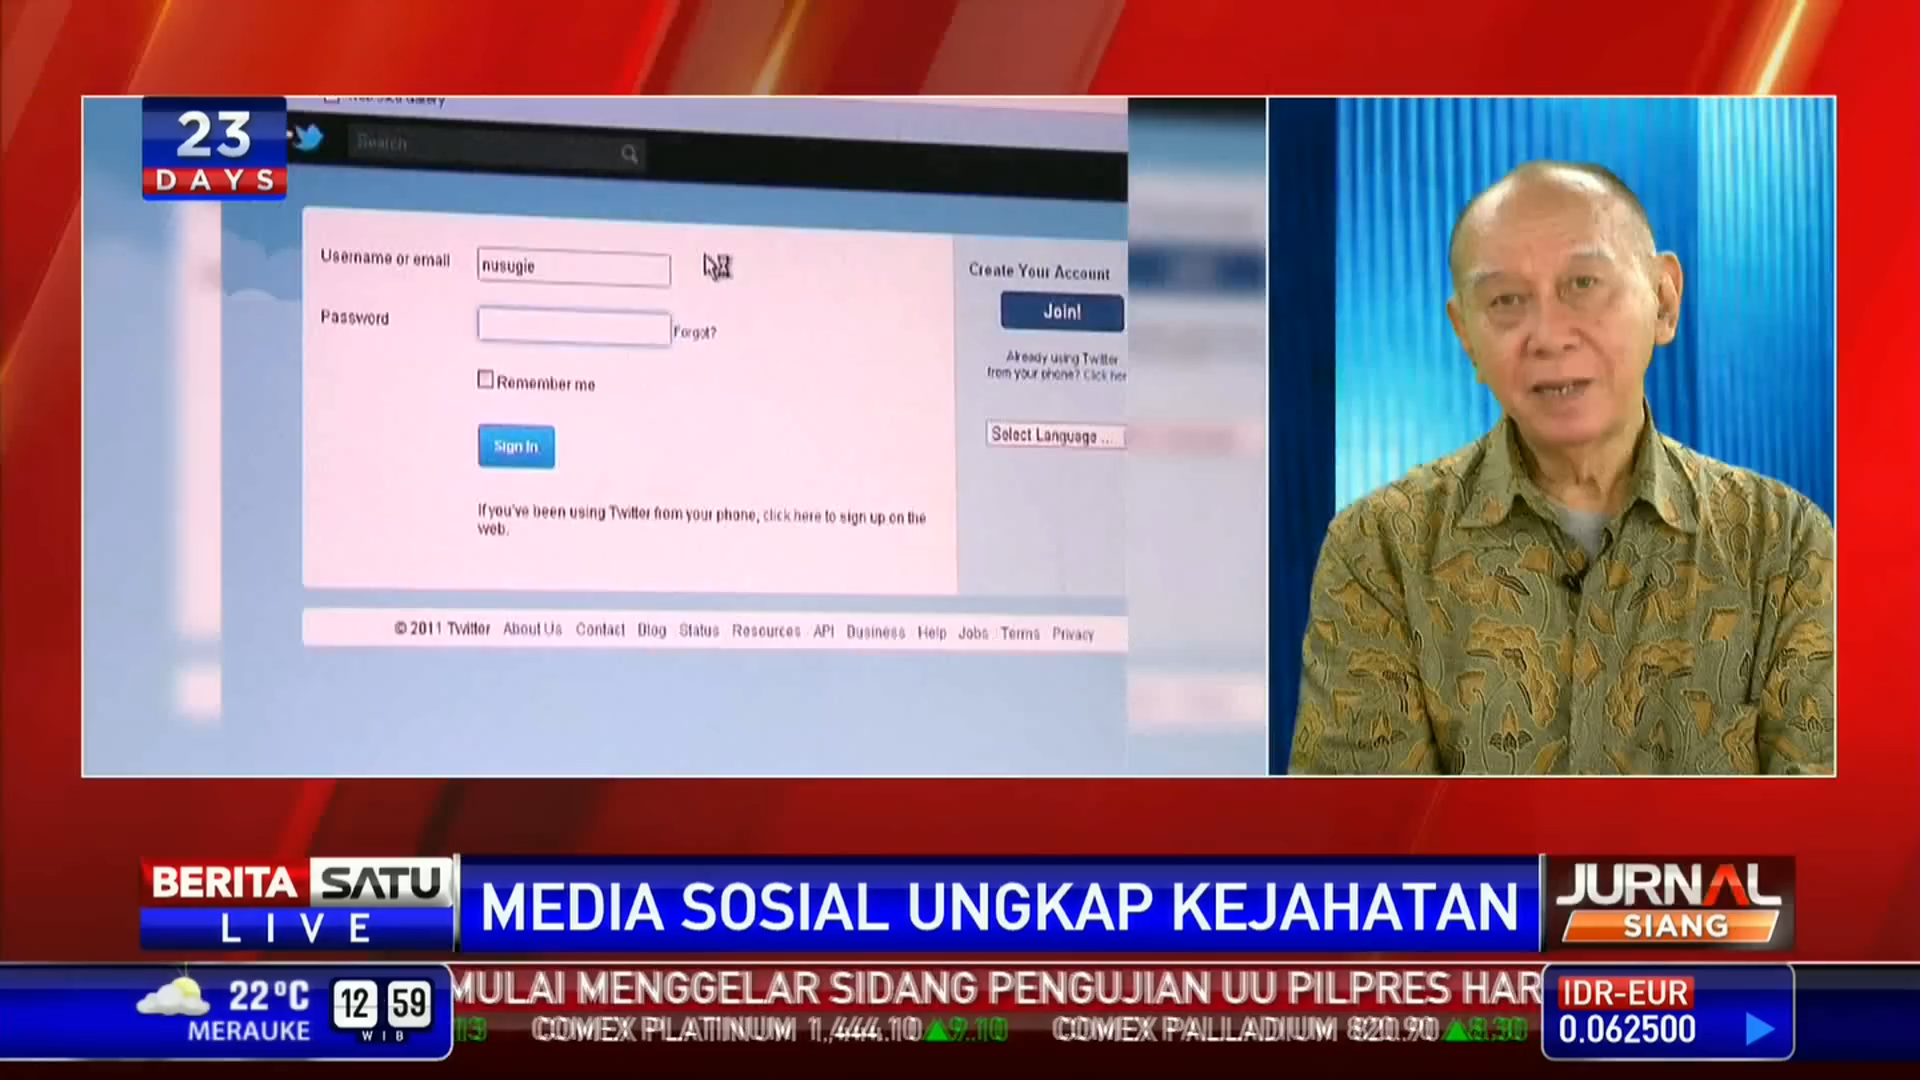 23
DAYS
Search
Username or email
nusugie
Password
Forgot?
Remember me
Sign In
If you've been using Twitter from your phone, click here to sign up on the
web.
Create Your Account
Join!
Already using Twitter
from your phone? Click her
Select Language ...
© 2011 Twitter About Us Contact Blog Status Resources API Business Help Jobs Terms Privacy
BERITA SATU
LIVE
MEDIA SOSIAL UNGKAP KEJAHATAN
JURNAL
SIANG
22°C
MERAUKE
12 59
WIB
MULAI MENGGELAR SIDANG PENGUJIAN UU PILPRES HAR
COMEX PLATINUM 1,444.10 ▲9.10 COMEX PALLADIUM 820.90 ▲8.30
IDR-EUR
0.062500